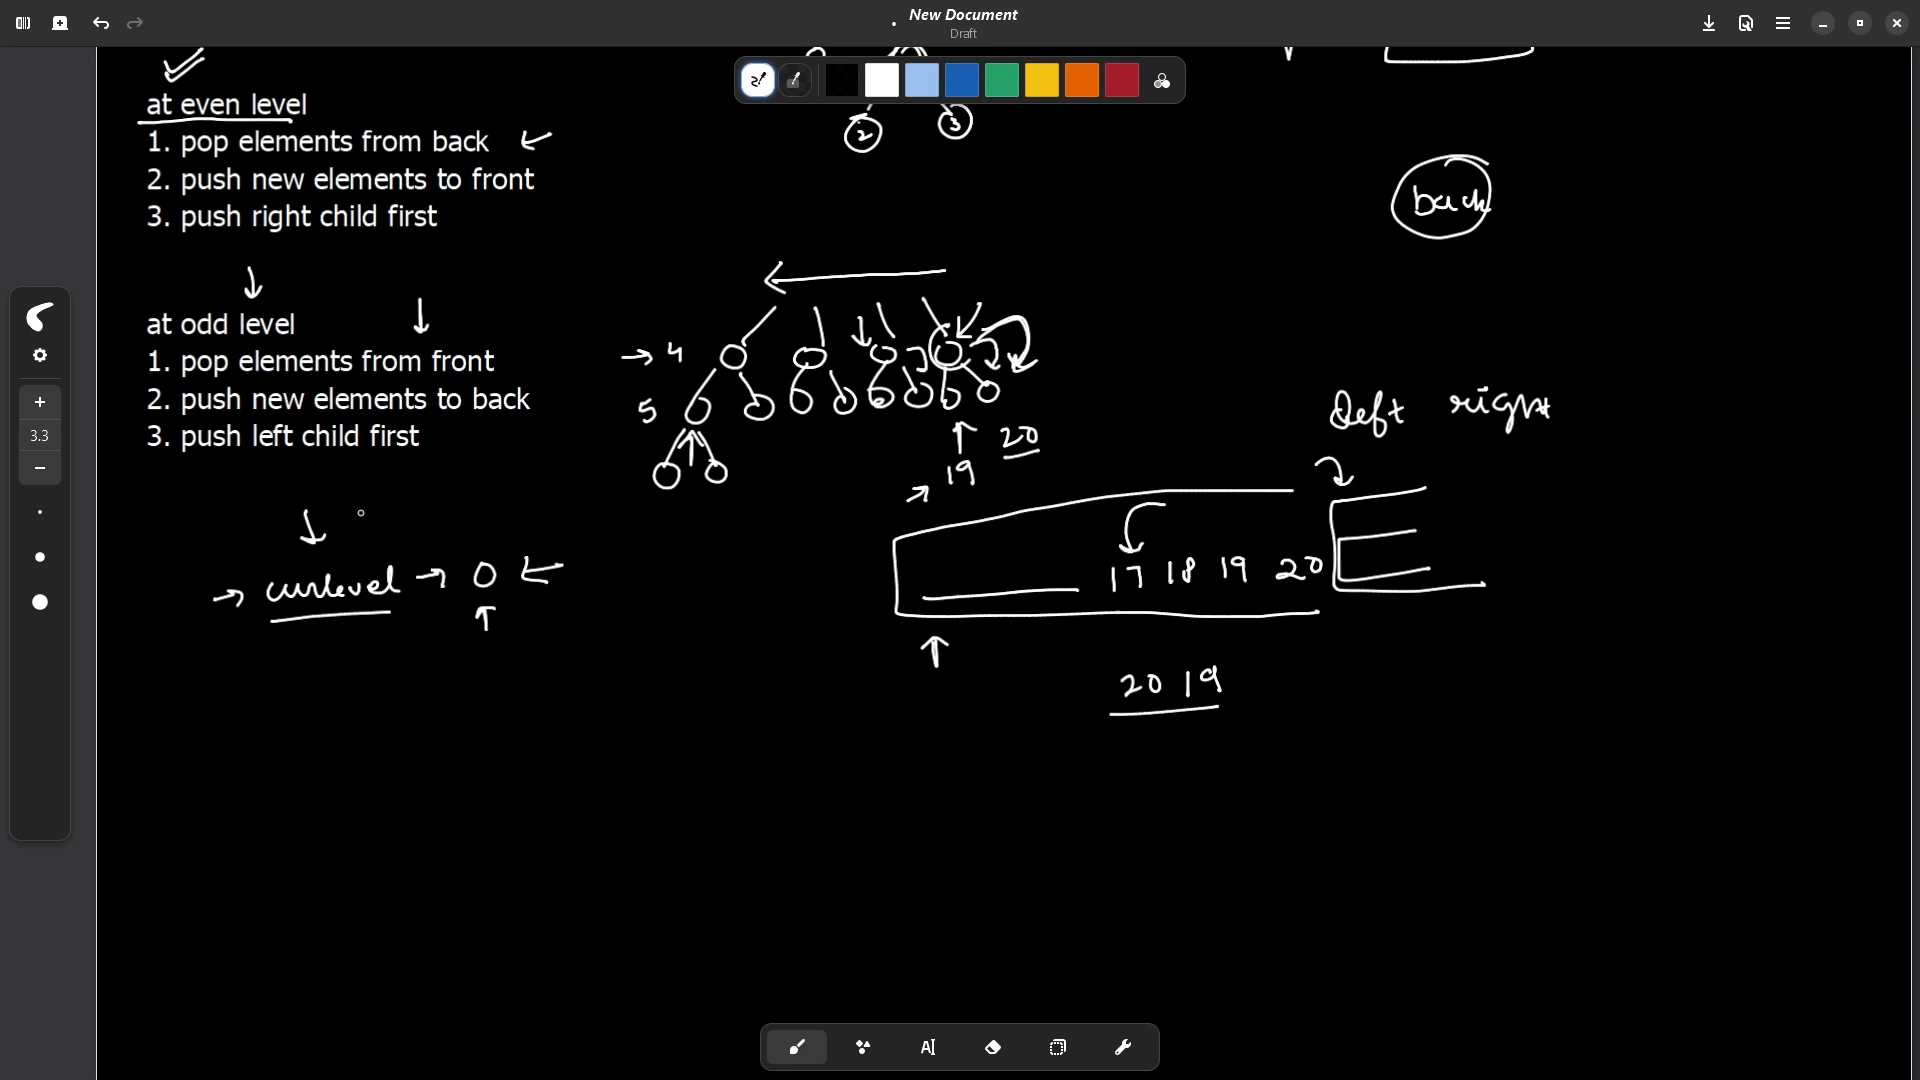 New Document
Draft
at even level
1. pop elements from back
2. push new elements to front
3. push right child first
2 3
back
at odd level
1. pop elements from front
2. push new elements to back
3. push left child first
4
5
19 20
left right
17 18 19 20
curlevel → 0
20 19
3.3